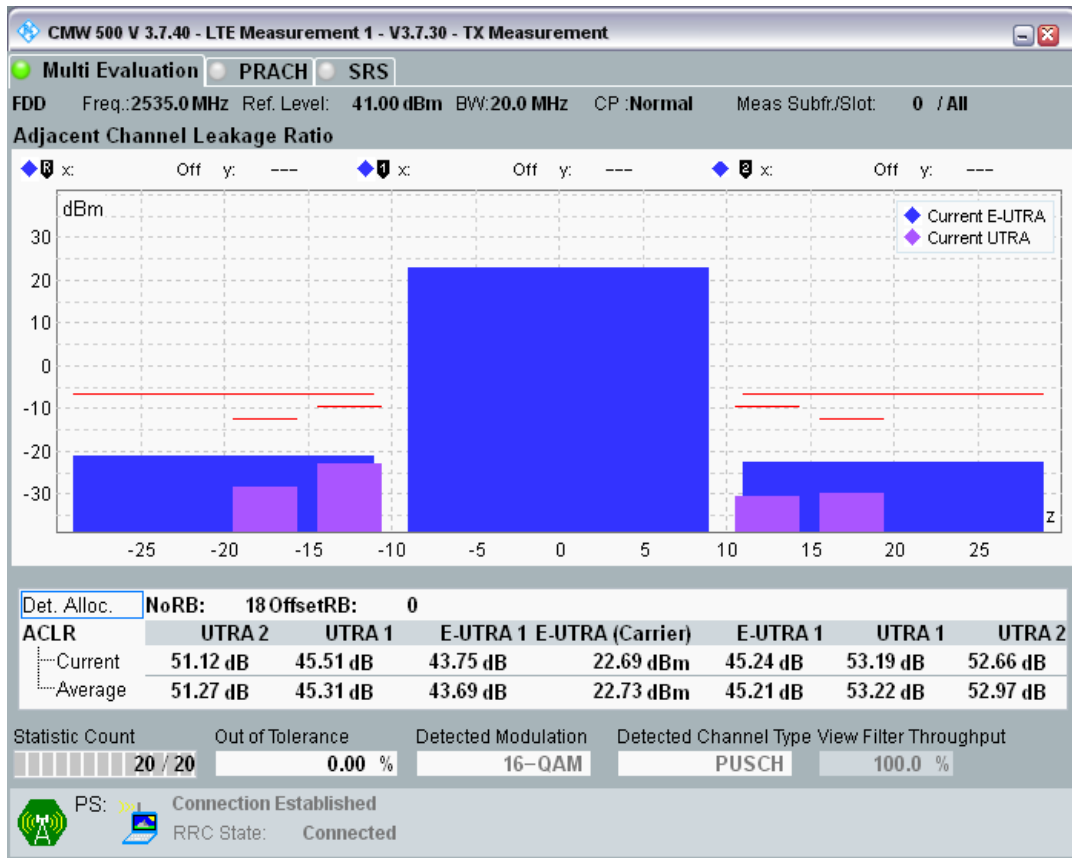 CMW 500 V 3.7.40 - LTE Measurement 1 - V3.7.30 - TX Measurement
Multi Evaluation PRACH SRS
FDD Freq.:2535.0 MHz Ref. Level: 41.00 dBm BW:20.0 MHz CP :Normal Meas Subfr./Slot: 0 / All
Adjacent Channel Leakage Ratio
R x: Off y: --- 1 x: Off y: --- 2 x: Off y: ---
dBm
Current E-UTRA
Current UTRA
30
20
10
0
-10
-20
-30
z
-25 -20 -15 -10 -5 0 5 10 15 20 25
Det. Alloc. NoRB: 18 OffsetRB: 0
ACLR UTRA 2 UTRA 1 E-UTRA 1 E-UTRA (Carrier) E-UTRA 1 UTRA 1 UTRA 2
Current 51.12 dB 45.51 dB 43.75 dB 22.69 dBm 45.24 dB 53.19 dB 52.66 dB
Average 51.27 dB 45.31 dB 43.69 dB 22.73 dBm 45.21 dB 53.22 dB 52.97 dB
Statistic Count Out of Tolerance Detected Modulation Detected Channel Type View Filter Throughput
20 / 20 0.00 % 16-QAM PUSCH 100.0 %
PS: Connection Established
RRC State: Connected